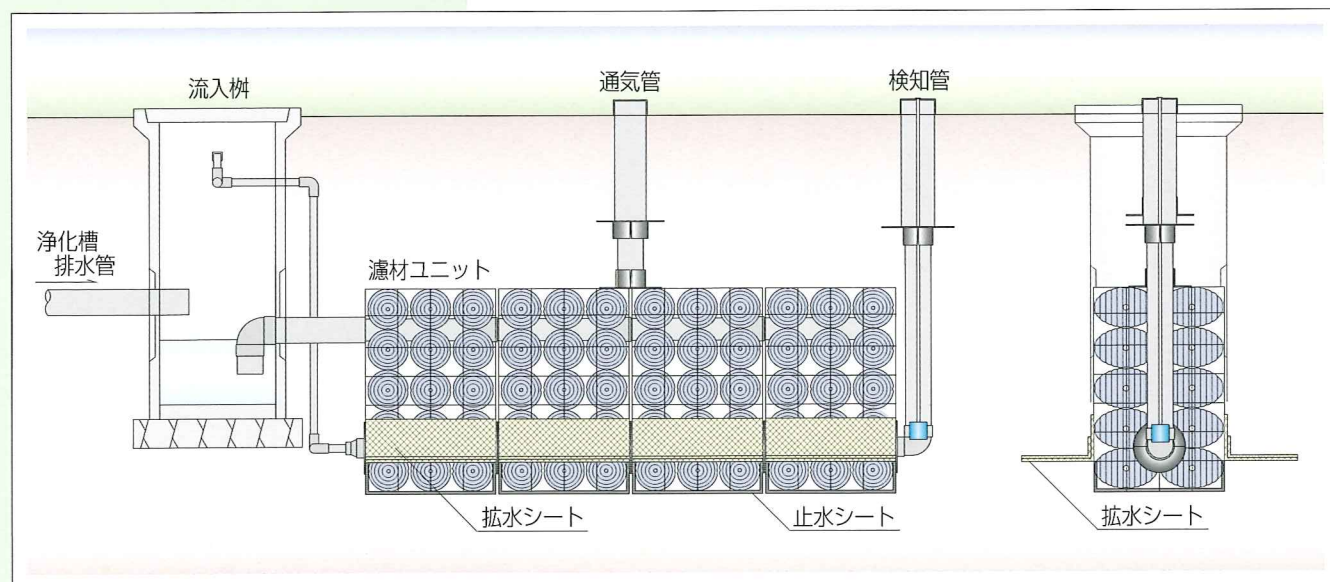 流入桝
通気管
検知管
浄化槽
排水管
濾材ユニット
拡水シート
止水シート
拡水シート